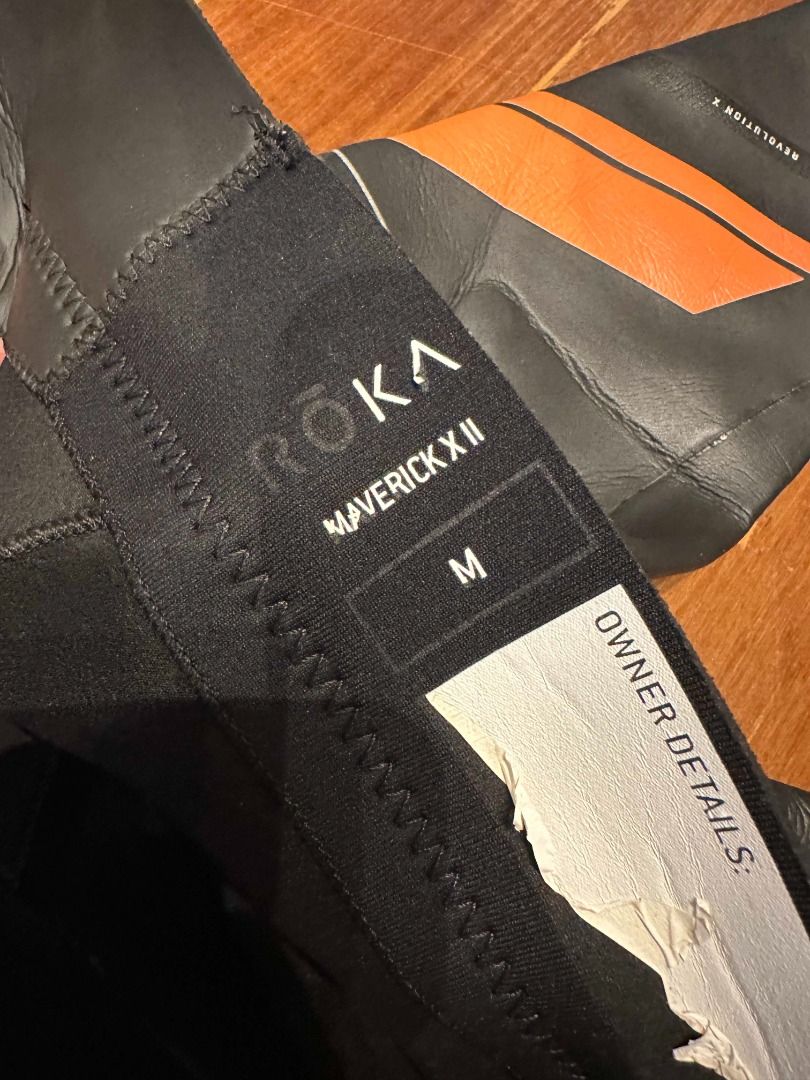 RŌKA
MAVERICK X II
M
OWNER DETAILS:
REVOLUTION X